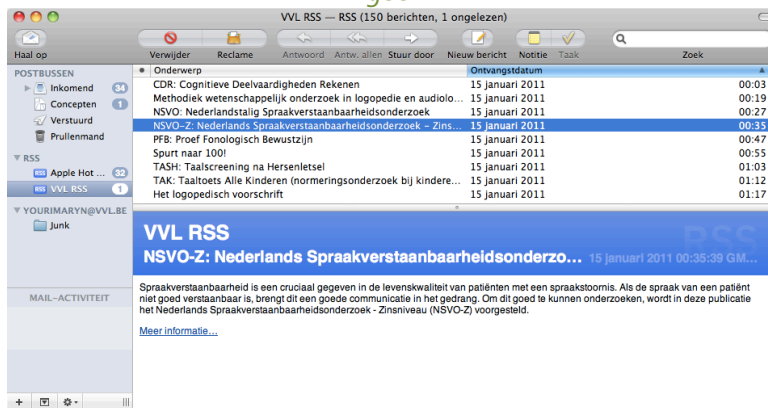 VVL RSS — RSS (150 berichten, 1 ongelezen)
Haal op Verwijder Reclame Antwoord Antw. allen Stuur door Nieuw bericht Notitie Taak Zoek
POSTBUSSEN
Inkomend 34
Concepten 1
Verstuurd
Prullenmand
RSS
Apple Hot ... 32
VVL RSS 1
YOURIMARYN@VVL.BE
Junk
MAIL-ACTIVITEIT
Onderwerp Ontvangstdatum
CDR: Cognitieve Deelvaardigheden Rekenen 15 januari 2011 00:03
Methodiek wetenschappelijk onderzoek in logopedie en audiolo... 15 januari 2011 00:19
NSVO: Nederlandstalig Spraakverstaanbaarheidsonderzoek 15 januari 2011 00:27
NSVO-Z: Nederlands Spraakverstaanbaarheidsonderzoek – Zins... 15 januari 2011 00:35
PFB: Proef Fonologisch Bewustzijn 15 januari 2011 00:47
Spurt naar 100! 15 januari 2011 00:55
TASH: Taalscreening na Hersenletsel 15 januari 2011 01:03
TAK: Taaltoets Alle Kinderen (normeringsonderzoek bij kindere... 15 januari 2011 01:12
Het logopedisch voorschrift 15 januari 2011 01:17
VVL RSS
RSS
NSVO-Z: Nederlands Spraakverstaanbaarheidsonderzo... 15 januari 2011 00:35:39 GM...
Spraakverstaanbaarheid is een cruciaal gegeven in de levenskwaliteit van patiënten met een spraakstoornis. Als de spraak van een patiënt
niet goed verstaanbaar is, brengt dit een goede communicatie in het gedrang. Om dit goed te kunnen onderzoeken, wordt in deze publicatie
het Nederlands Spraakverstaanbaarheidsonderzoek - Zinsniveau (NSVO-Z) voorgesteld.
Meer informatie...